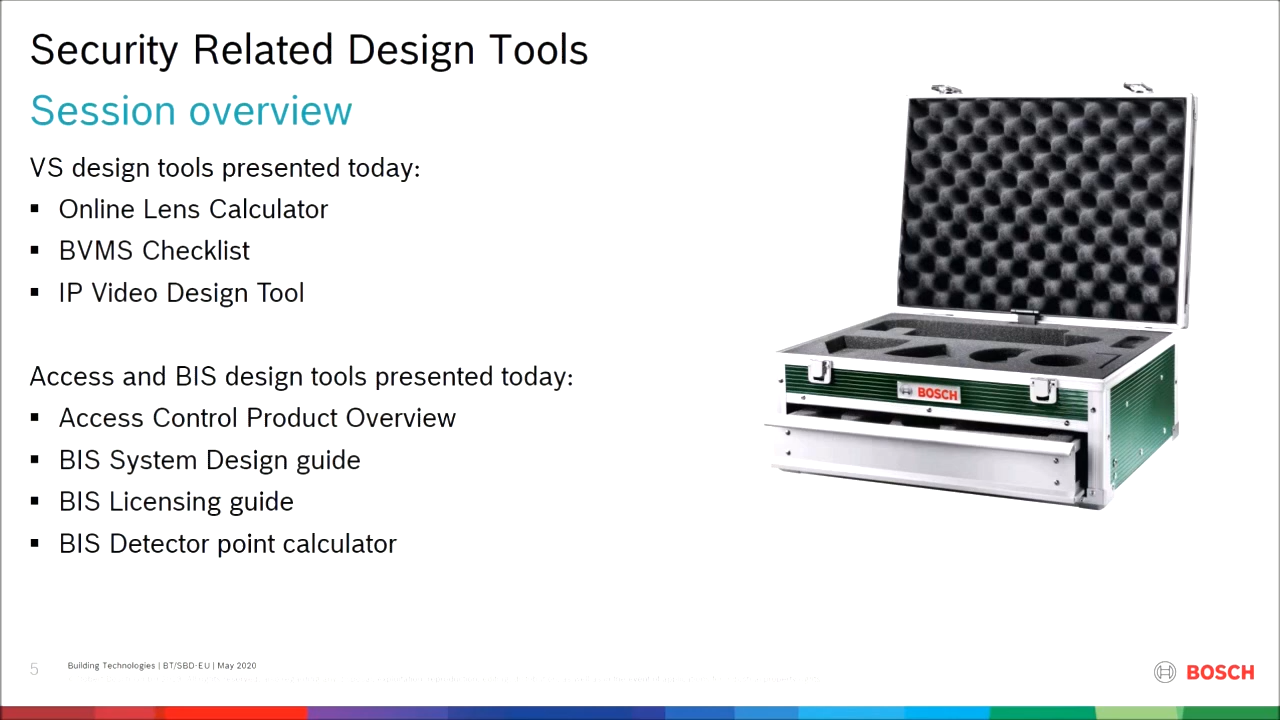 Security Related Design Tools
Session overview
VS design tools presented today:
▪ Online Lens Calculator
▪ BVMS Checklist
▪ IP Video Design Tool
Access and BIS design tools presented today:
▪ Access Control Product Overview
▪ BIS System Design guide
▪ BIS Licensing guide
▪ BIS Detector point calculator
BOSCH
5 Building Technologies | BT/SBD-EU | May 2020
BOSCH